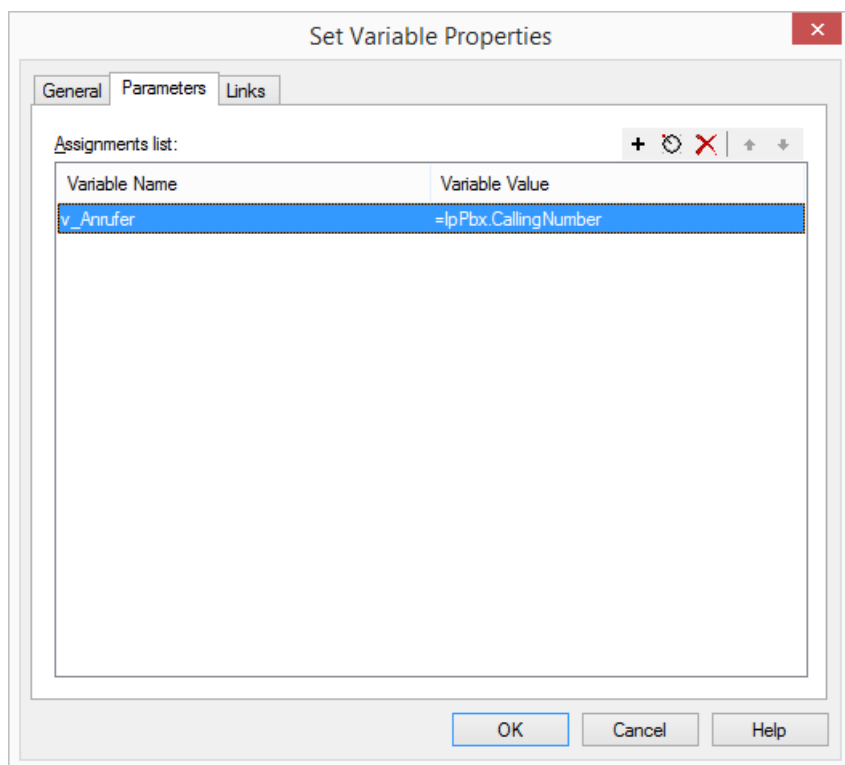 Set Variable Properties
General Parameters Links
Assignments list:
Variable Name Variable Value
v_Anrufer =IpPbx.CallingNumber
OK Cancel Help